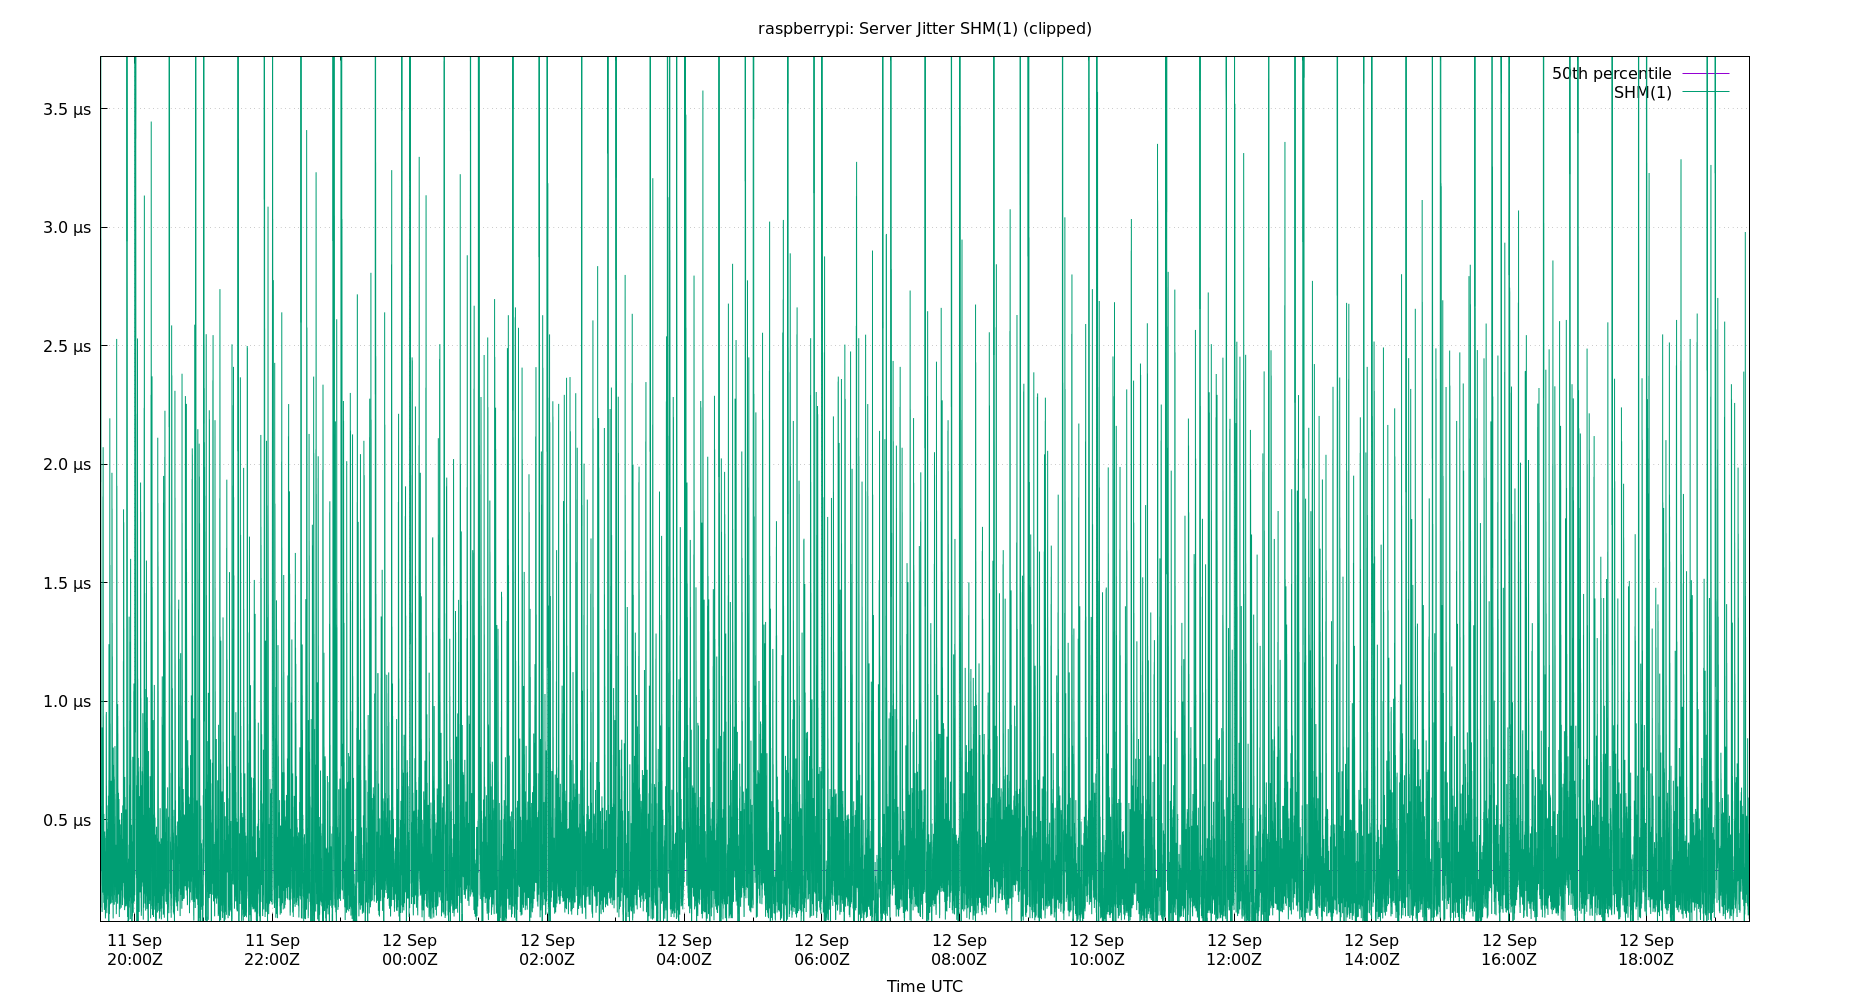 raspberrypi: Server Jitter SHM(1) (clipped)
50th percentile
SHM(1)
3.5 µs
3.0 µs
2.5 µs
2.0 µs
1.5 µs
1.0 µs
0.5 µs
11 Sep 11 Sep 12 Sep 12 Sep 12 Sep 12 Sep 12 Sep 12 Sep 12 Sep 12 Sep 12 Sep 12 Sep
20:00Z 22:00Z 00:00Z 02:00Z 04:00Z 06:00Z 08:00Z 10:00Z 12:00Z 14:00Z 16:00Z 18:00Z
Time UTC